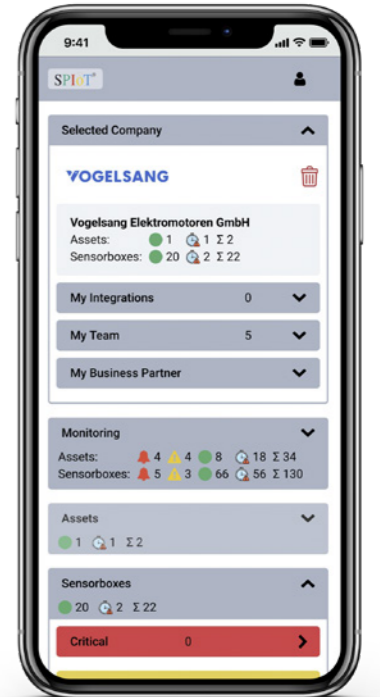 9:41
SPIoT®
Selected Company
VOGELSANG
Vogelsang Elektromotoren GmbH
Assets: 1 1 Σ 2
Sensorboxes: 20 2 Σ 22
My Integrations 0
My Team 5
My Business Partner
Monitoring
Assets: 4 4 8 18 Σ 34
Sensorboxes: 5 3 66 56 Σ 130
Assets
1 1 Σ 2
Sensorboxes
20 2 Σ 22
Critical 0